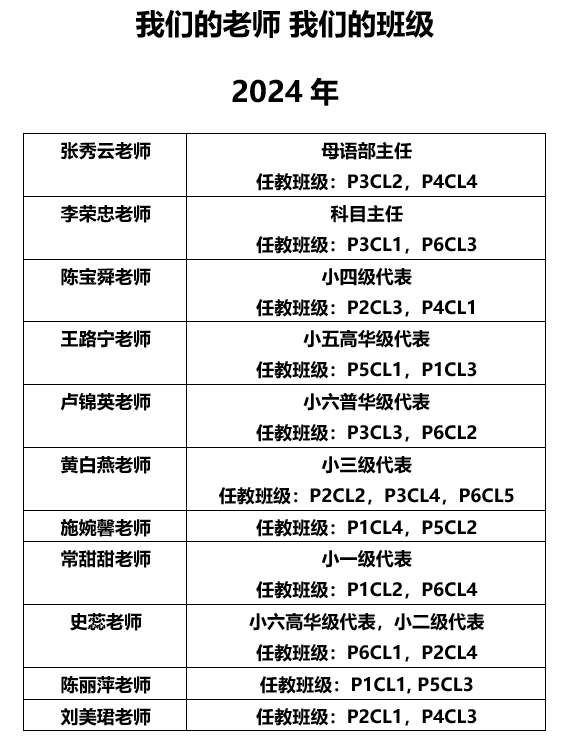 我们的老师 我们的班级
2024 年
张秀云老师
母语部主任
任教班级：P3CL2，P4CL4
李荣忠老师
科目主任
任教班级：P3CL1，P6CL3
陈宝舜老师
小四级代表
任教班级：P2CL3，P4CL1
王路宁老师
小五高华级代表
任教班级：P5CL1，P1CL3
卢锦英老师
小六普华级代表
任教班级：P3CL3，P6CL2
黄白燕老师
小三级代表
任教班级：P2CL2，P3CL4，P6CL5
施婉馨老师
任教班级：P1CL4，P5CL2
常甜甜老师
小一级代表
任教班级：P1CL2，P6CL4
史蕊老师
小六高华级代表，小二级代表
任教班级：P6CL1，P2CL4
陈丽萍老师
任教班级：P1CL1, P5CL3
刘美珺老师
任教班级：P2CL1，P4CL3